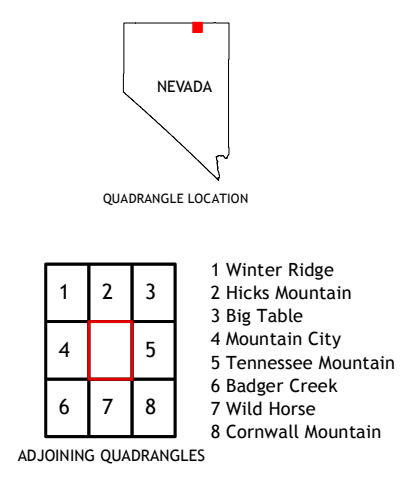 NEVADA
QUADRANGLE LOCATION
1 2 3
4 5
6 7 8
1 Winter Ridge
2 Hicks Mountain
3 Big Table
4 Mountain City
5 Tennessee Mountain
6 Badger Creek
7 Wild Horse
8 Cornwall Mountain
ADJOINING QUADRANGLES